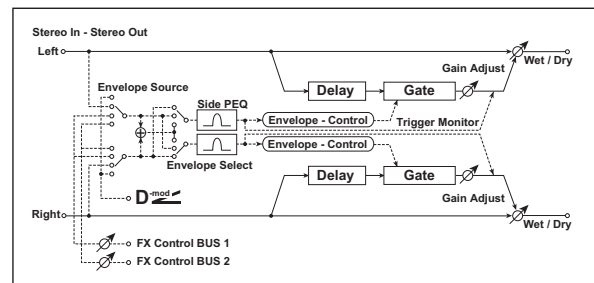 Stereo In - Stereo Out
Left
Wet / Dry
Envelope Source
Side PEQ
Delay
Gate
Gain Adjust
Envelope - Control
Trigger Monitor
Envelope - Control
Envelope Select
D-mod
Delay
Gate
Gain Adjust
Right
Wet / Dry
FX Control BUS 1
FX Control BUS 2